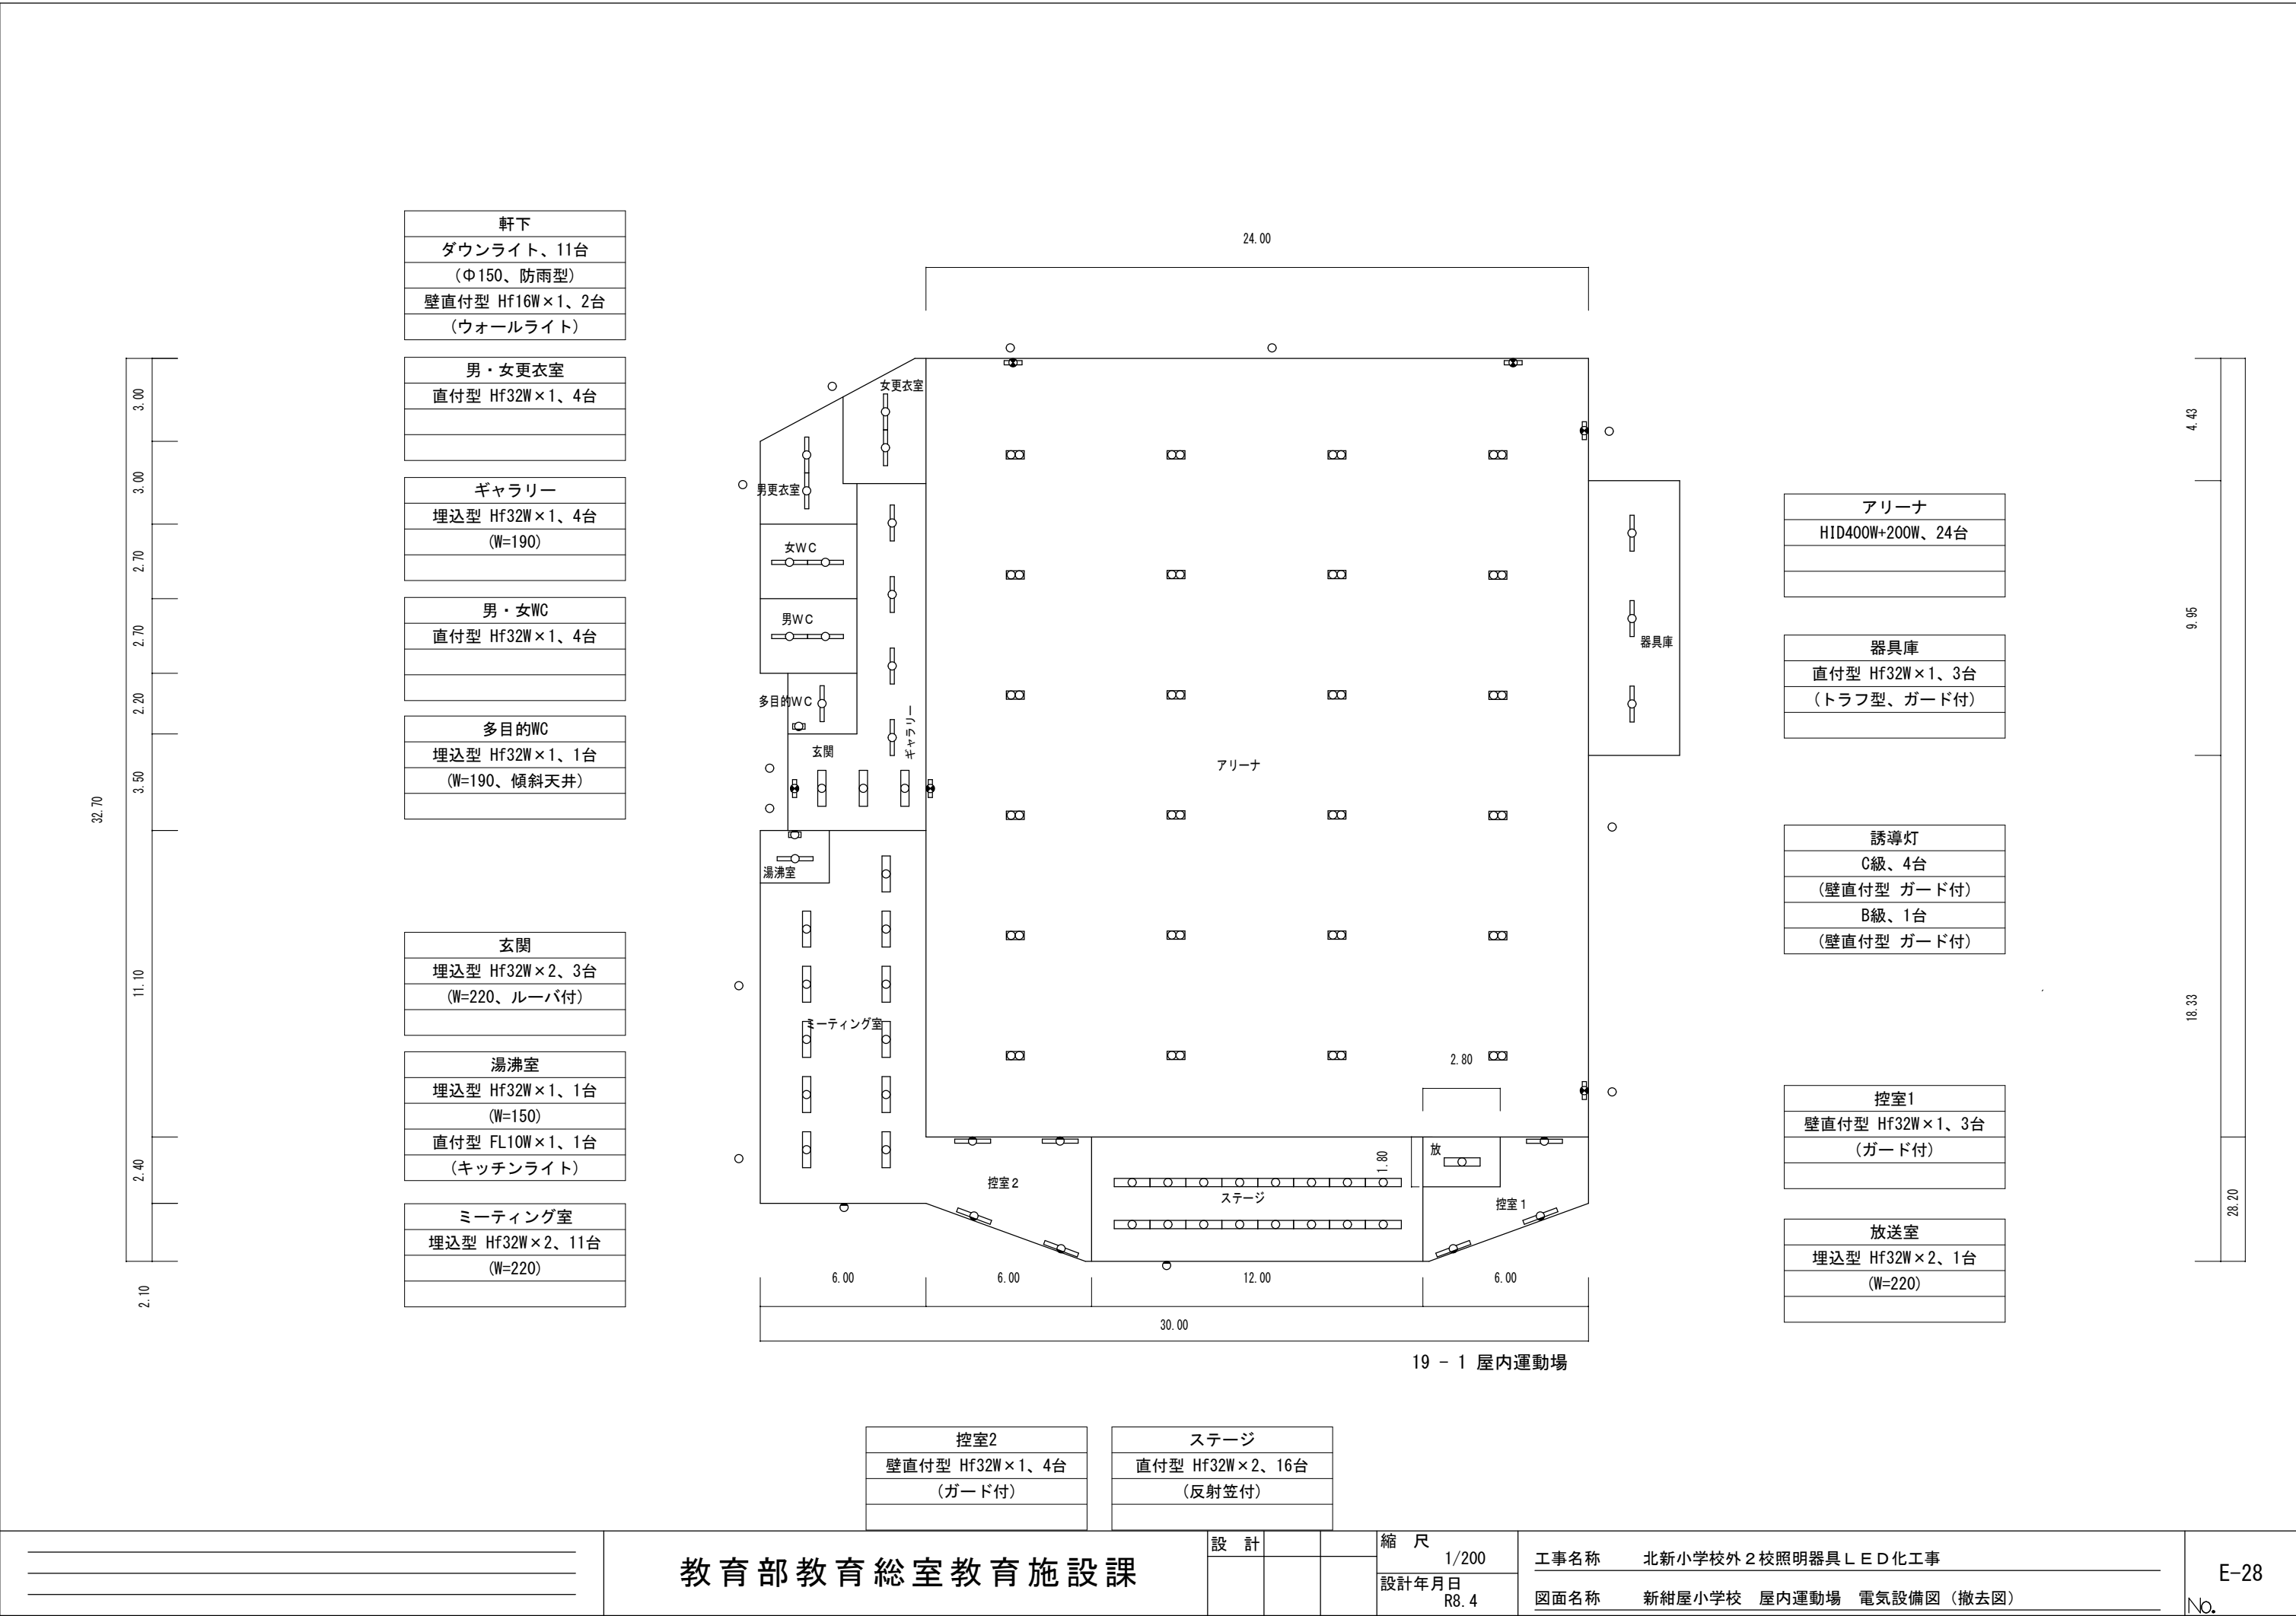 軒下
ダウンライト、11台
(Φ150、防雨型)
壁直付型 Hf16W×1、2台
(ウォールライト)
男・女更衣室
直付型 Hf32W×1、4台
ギャラリー
埋込型 Hf32W×1、4台
(W=190)
男・女WC
直付型 Hf32W×1、4台
多目的WC
埋込型 Hf32W×1、1台
(W=190、傾斜天井)
玄関
埋込型 Hf32W×2、3台
(W=220、ルーバ付)
湯沸室
埋込型 Hf32W×1、1台
(W=150)
直付型 FL10W×1、1台
(キッチンライト)
ミーティング室
埋込型 Hf32W×2、11台
(W=220)
32.70
3.00
3.00
2.70
2.70
2.20
3.50
11.10
2.40
2.10
24.00
女更衣室
男更衣室
女WC
男WC
多目的WC
玄関
ギャラリー
湯沸室
ミーティング室
アリーナ
器具庫
2.80
1.80
放
控室2
ステージ
控室1
6.00
6.00
12.00
6.00
30.00
19 - 1 屋内運動場
アリーナ
HID400W+200W、24台
器具庫
直付型 Hf32W×1、3台
(トラフ型、ガード付)
誘導灯
C級、4台
(壁直付型 ガード付)
B級、1台
(壁直付型 ガード付)
控室1
壁直付型 Hf32W×1、3台
(ガード付)
放送室
埋込型 Hf32W×2、1台
(W=220)
4.43
9.95
18.33
28.20
控室2
壁直付型 Hf32W×1、4台
(ガード付)
ステージ
直付型 Hf32W×2、16台
(反射笠付)
教育部教育総室教育施設課
設 計
縮 尺
1/200
設計年月日
R8.4
工事名称 北新小学校外2校照明器具LED化工事
図面名称 新紺屋小学校 屋内運動場 電気設備図(撤去図)
E-28
No.